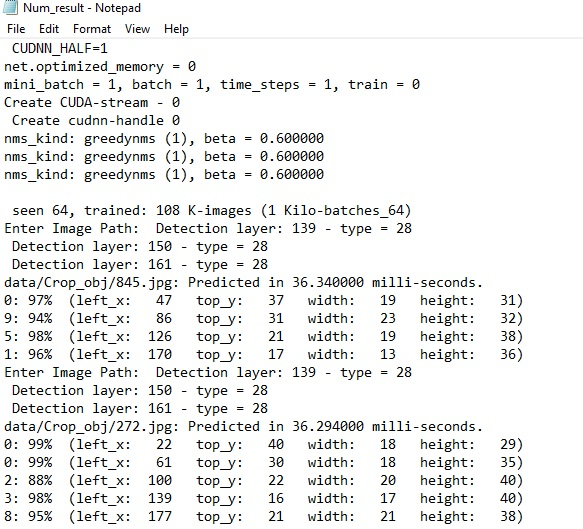 Num_result - Notepad
File Edit Format View Help
CUDNN_HALF=1
net.optimized_memory = 0
mini_batch = 1, batch = 1, time_steps = 1, train = 0
Create CUDA-stream - 0
Create cudnn-handle 0
nms_kind: greedynms (1), beta = 0.600000
nms_kind: greedynms (1), beta = 0.600000
nms_kind: greedynms (1), beta = 0.600000
seen 64, trained: 108 K-images (1 Kilo-batches_64)
Enter Image Path:  Detection layer: 139 - type = 28
Detection layer: 150 - type = 28
Detection layer: 161 - type = 28
data/Crop_obj/845.jpg: Predicted in 36.340000 milli-seconds.
0: 97%  (left_x:   47   top_y:   37   width:   19   height:   31)
9: 94%  (left_x:   86   top_y:   31   width:   23   height:   32)
5: 98%  (left_x:  126   top_y:   21   width:   19   height:   38)
1: 96%  (left_x:  170   top_y:   17   width:   13   height:   36)
Enter Image Path:  Detection layer: 139 - type = 28
Detection layer: 150 - type = 28
Detection layer: 161 - type = 28
data/Crop_obj/272.jpg: Predicted in 36.294000 milli-seconds.
0: 99%  (left_x:   22   top_y:   40   width:   18   height:   29)
0: 99%  (left_x:   61   top_y:   30   width:   18   height:   35)
2: 88%  (left_x:  100   top_y:   22   width:   20   height:   40)
3: 98%  (left_x:  139   top_y:   16   width:   17   height:   40)
8: 95%  (left_x:  177   top_y:   21   width:   21   height:   38)